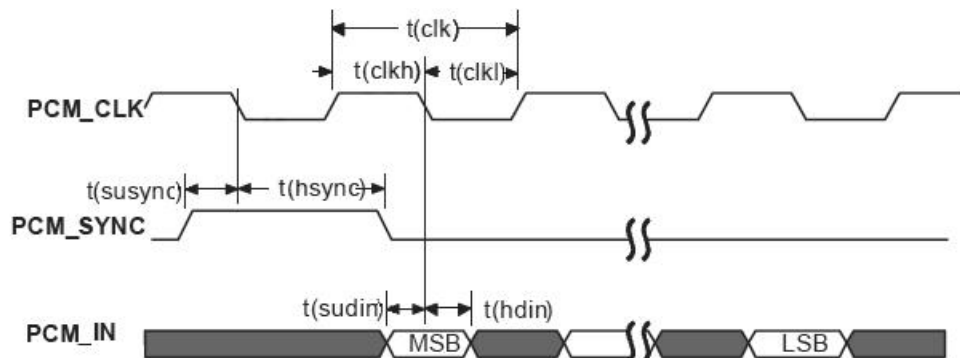 t(clk)
t(clkh) t(clkl)
PCM_CLK
t(susync) t(hsync)
PCM_SYNC
t(sudin) t(hdin)
PCM_IN MSB LSB